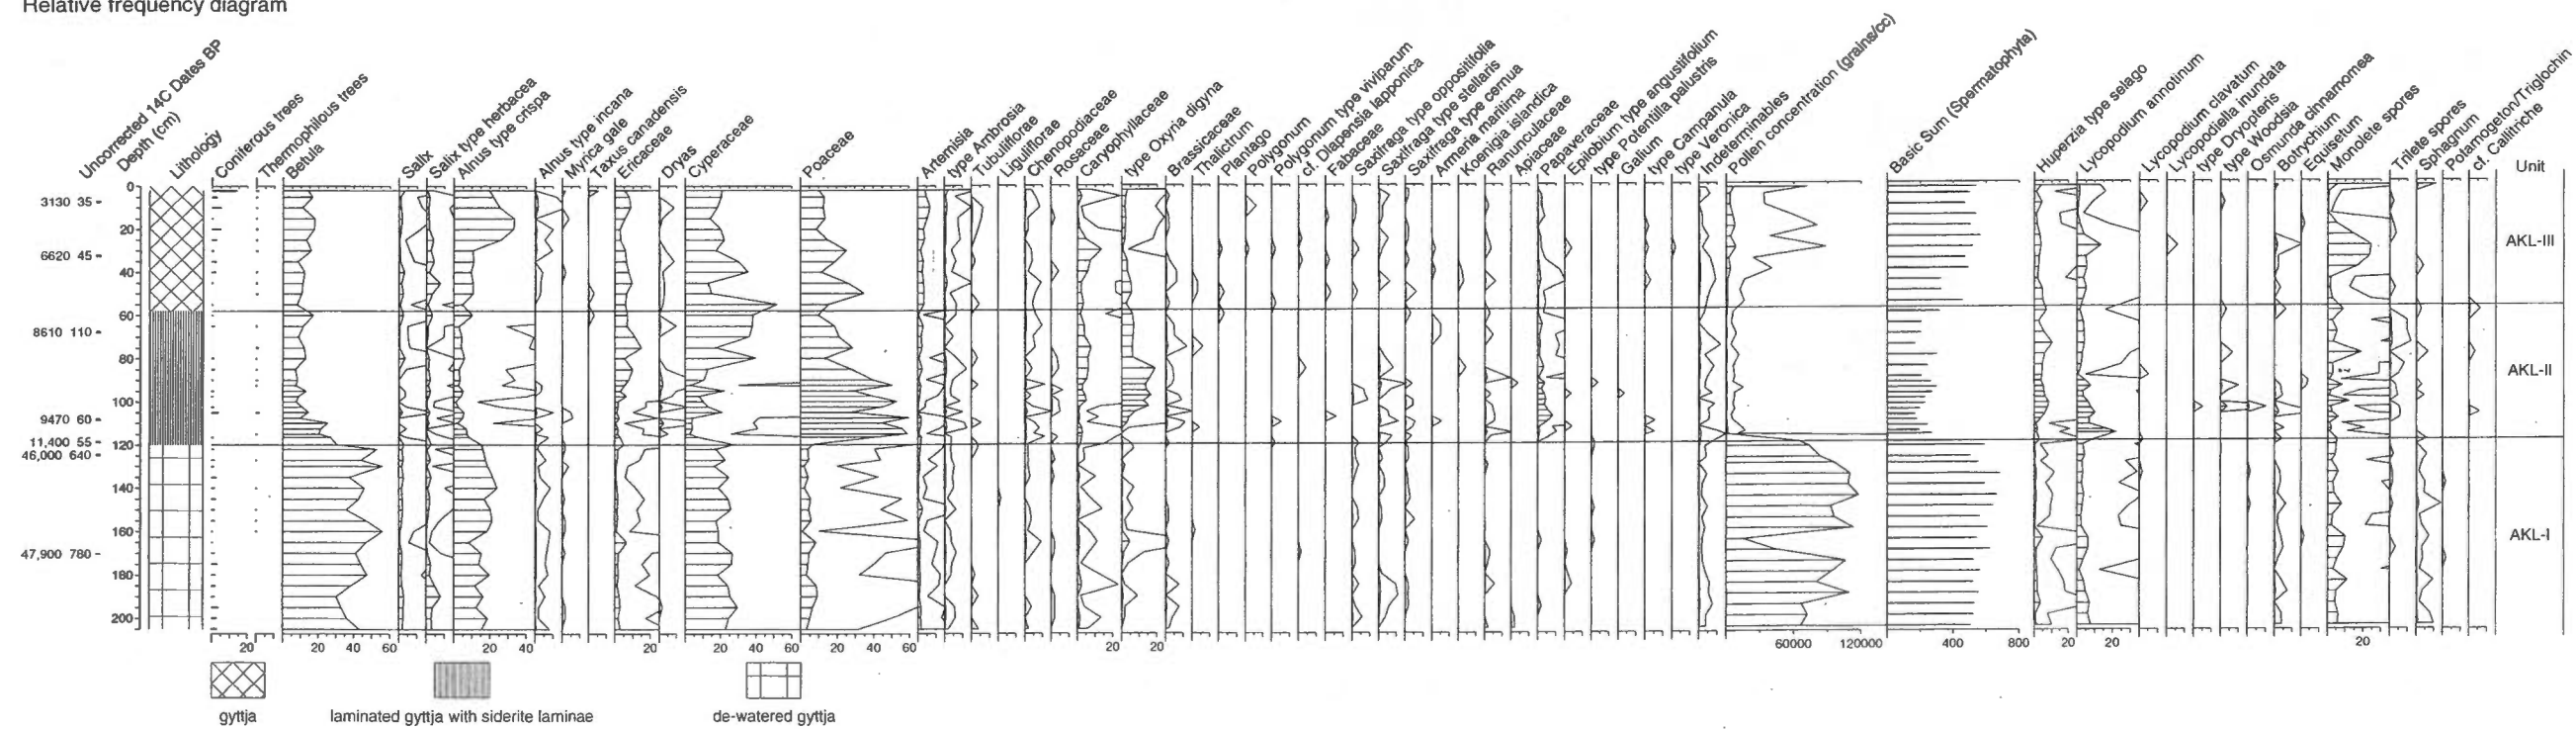 Relative frequency diagram
Uncorrected 14C Dates BP
Depth (cm)
Lithology
Coniferous trees
Thermophilous trees
Betula
Salix
Salix type herbacea
Alnus type crispa
Alnus type incana
Myrica gale
Taxus canadensis
Ericaceae
Dryas
Cyperaceae
Poaceae
Artemisia
type Ambrosia
Tubuliflorae
Liguliflorae
Chenopodiaceae
Rosaceae
Caryophyllaceae
type Oxyria digyna
Brassicaceae
Thalictrum
Plantago
Polygonum
Polygonum type viviparum
cf. Diapensia lapponica
Fabaceae
Saxifraga type oppositifolia
Saxifraga type stellaris
Saxifraga type cernua
Armeria maritima
Koenigia islandica
Ranunculaceae
Apiaceae
Papaveraceae
Epilobium type angustifolium
type Potentilla palustris
Galium
type Campanula
type Veronica
Indeterminables
Pollen concentration (grains/cc)
Basic Sum (Spermatophyta)
Huperzia type selago
Lycopodium annotinum
Lycopodium clavatum
Lycopodiella inundata
type Dryopteris
type Woodsia
Osmunda cinnamomea
Botrychium
Equisetum
Monolete spores
Trilete spores
Sphagnum
Potamogeton/Triglochin
cf. Callitriche
Unit
0
3130 35
20
6620 45
AKL-III
40
60
8610 110
80
AKL-II
100
9470 60
11,400 55
120
46,000 640
140
160
47,900 780
AKL-I
180
200
20 20 40 60 20 40 20 20 40 60 20 40 60 20 20 60000 120000 400 800 20 20 20
gyttja
laminated gyttja with siderite laminae
de-watered gyttja